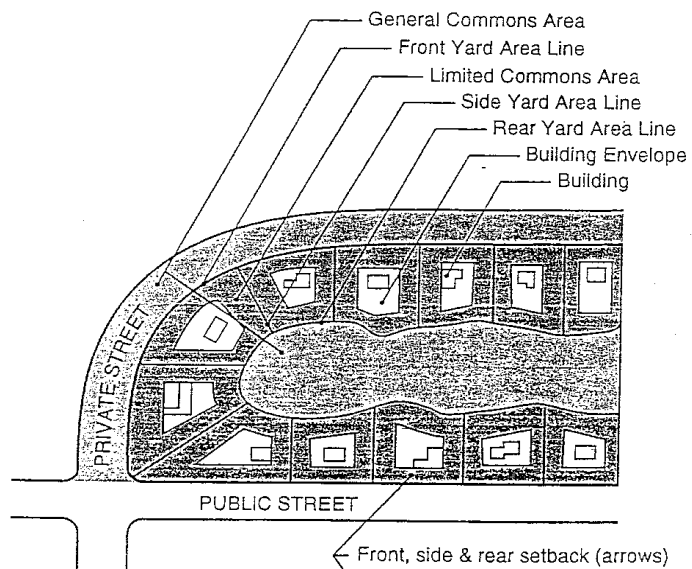 General Commons Area
Front Yard Area Line
Limited Commons Area
Side Yard Area Line
Rear Yard Area Line
Building Envelope
Building
PRIVATE STREET
PUBLIC STREET
Front, side & rear setback (arrows)